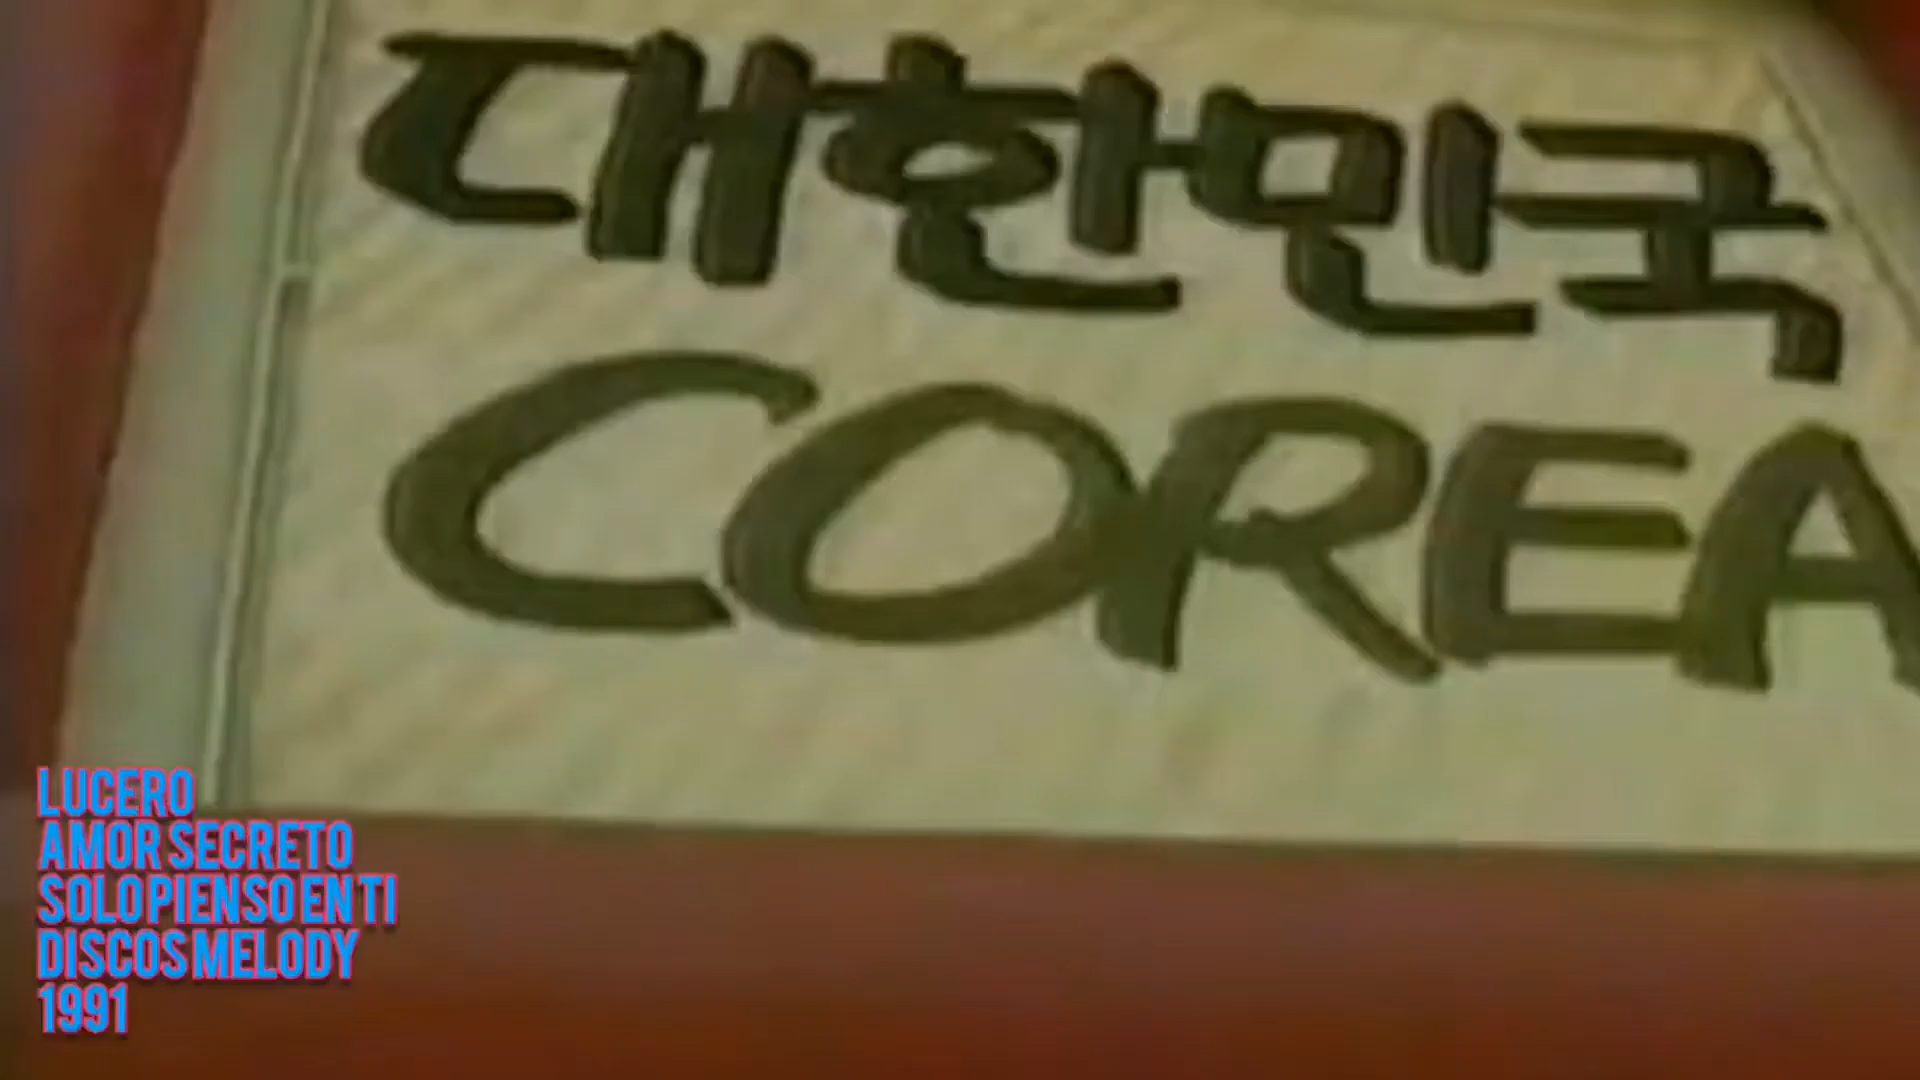 대한민국
COREA
LUCERO
AMOR SECRETO
SOLO PIENSO EN TI
DISCOS MELODY
1991